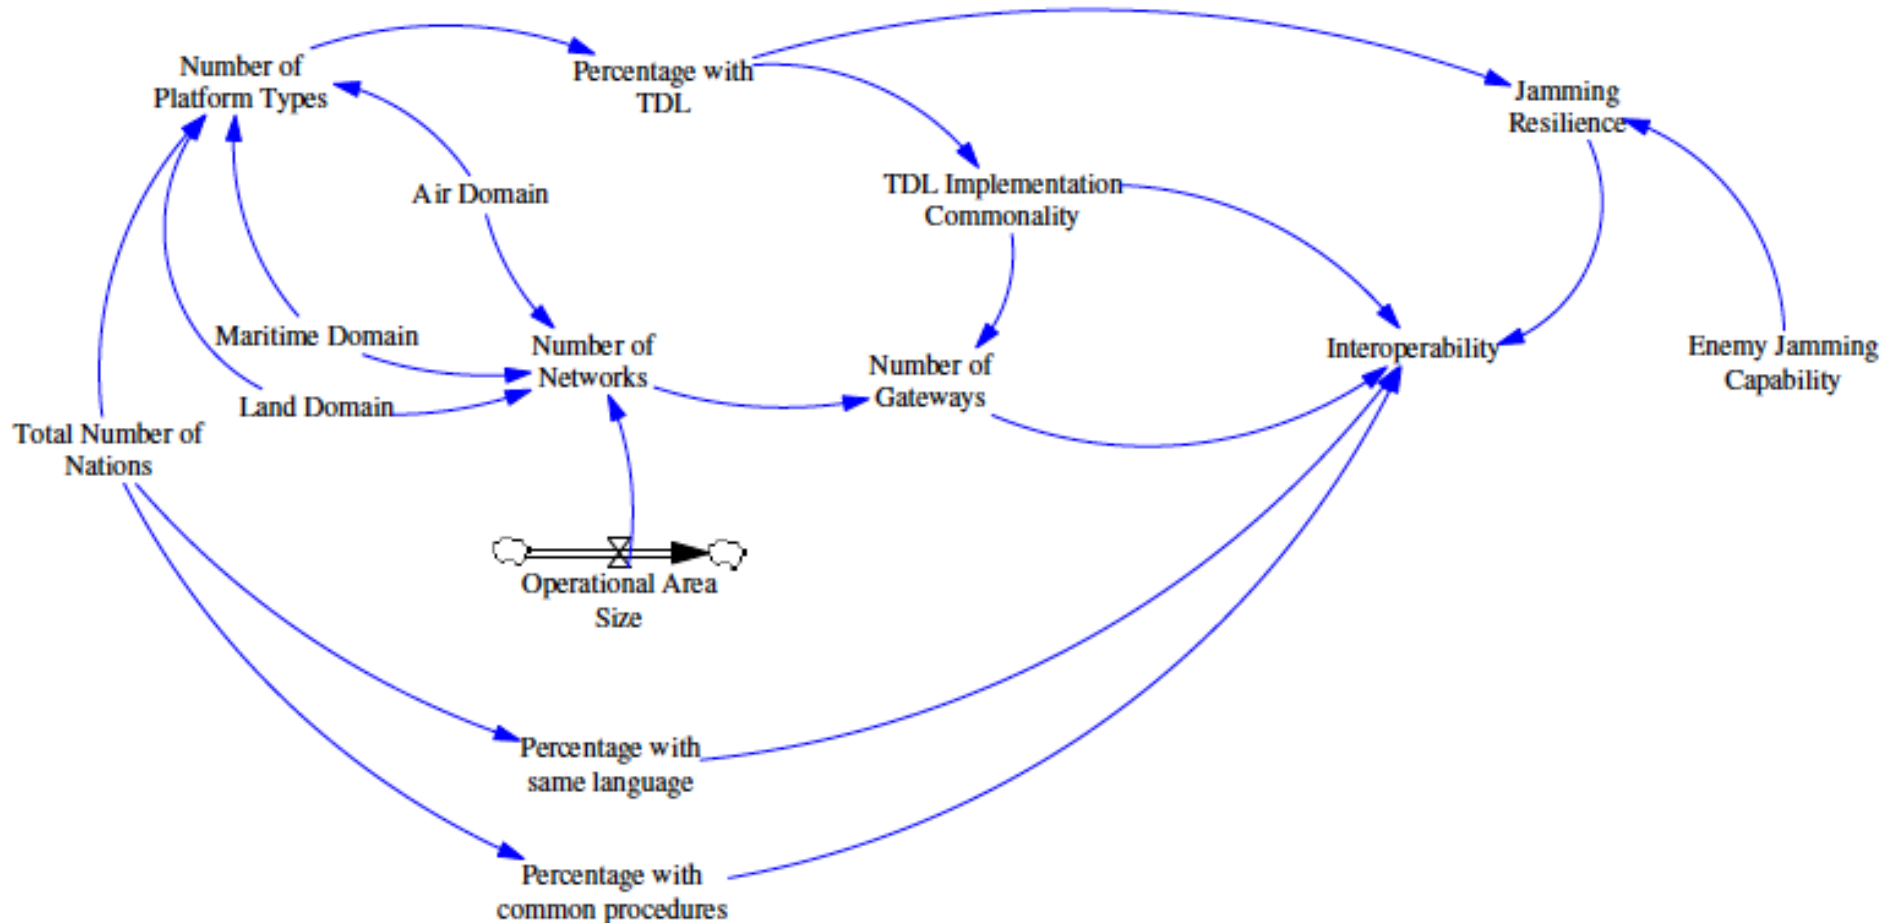 Number of
Platform Types
Percentage with
TDL
Jamming
Resilience
Air Domain
TDL Implementation
Commonality
Maritime Domain
Number of
Networks
Number of
Gateways
Interoperability
Enemy Jamming
Capability
Land Domain
Total Number of
Nations
Operational Area
Size
Percentage with
same language
Percentage with
common procedures